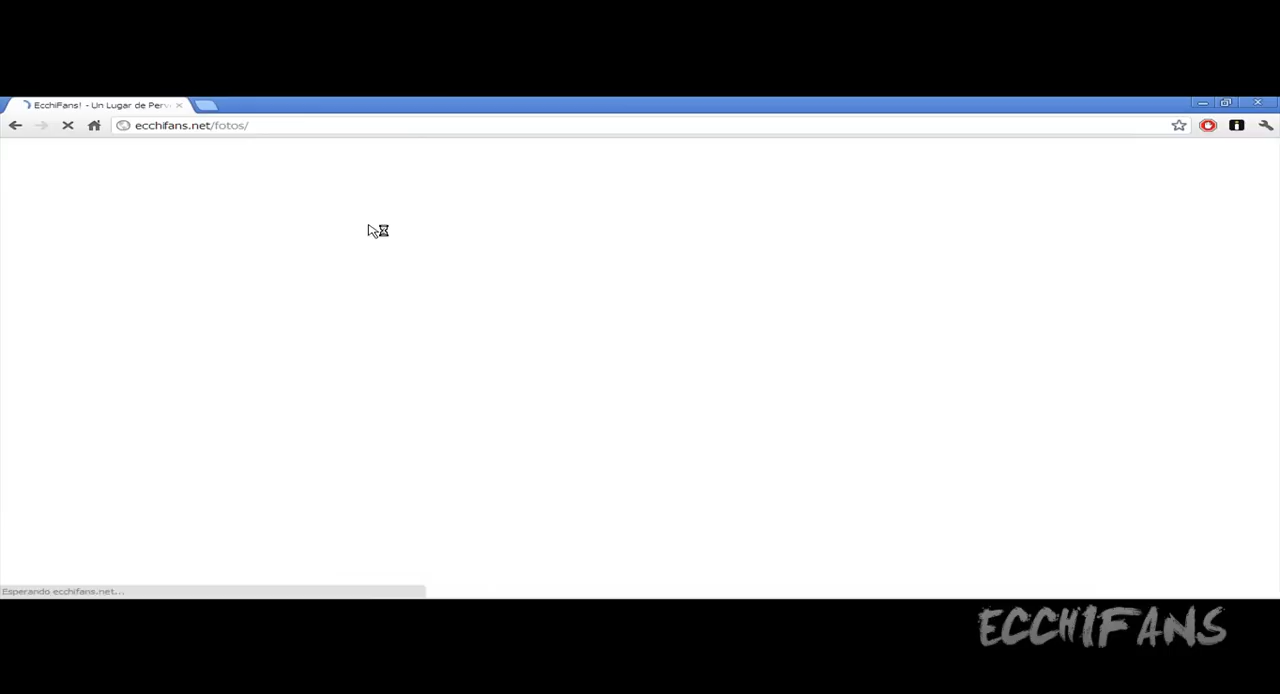 EcchiFans! - Un Lugar de Perv
ecchifans.net/fotos/
Esperando ecchifans.net...
ECCHIFANS